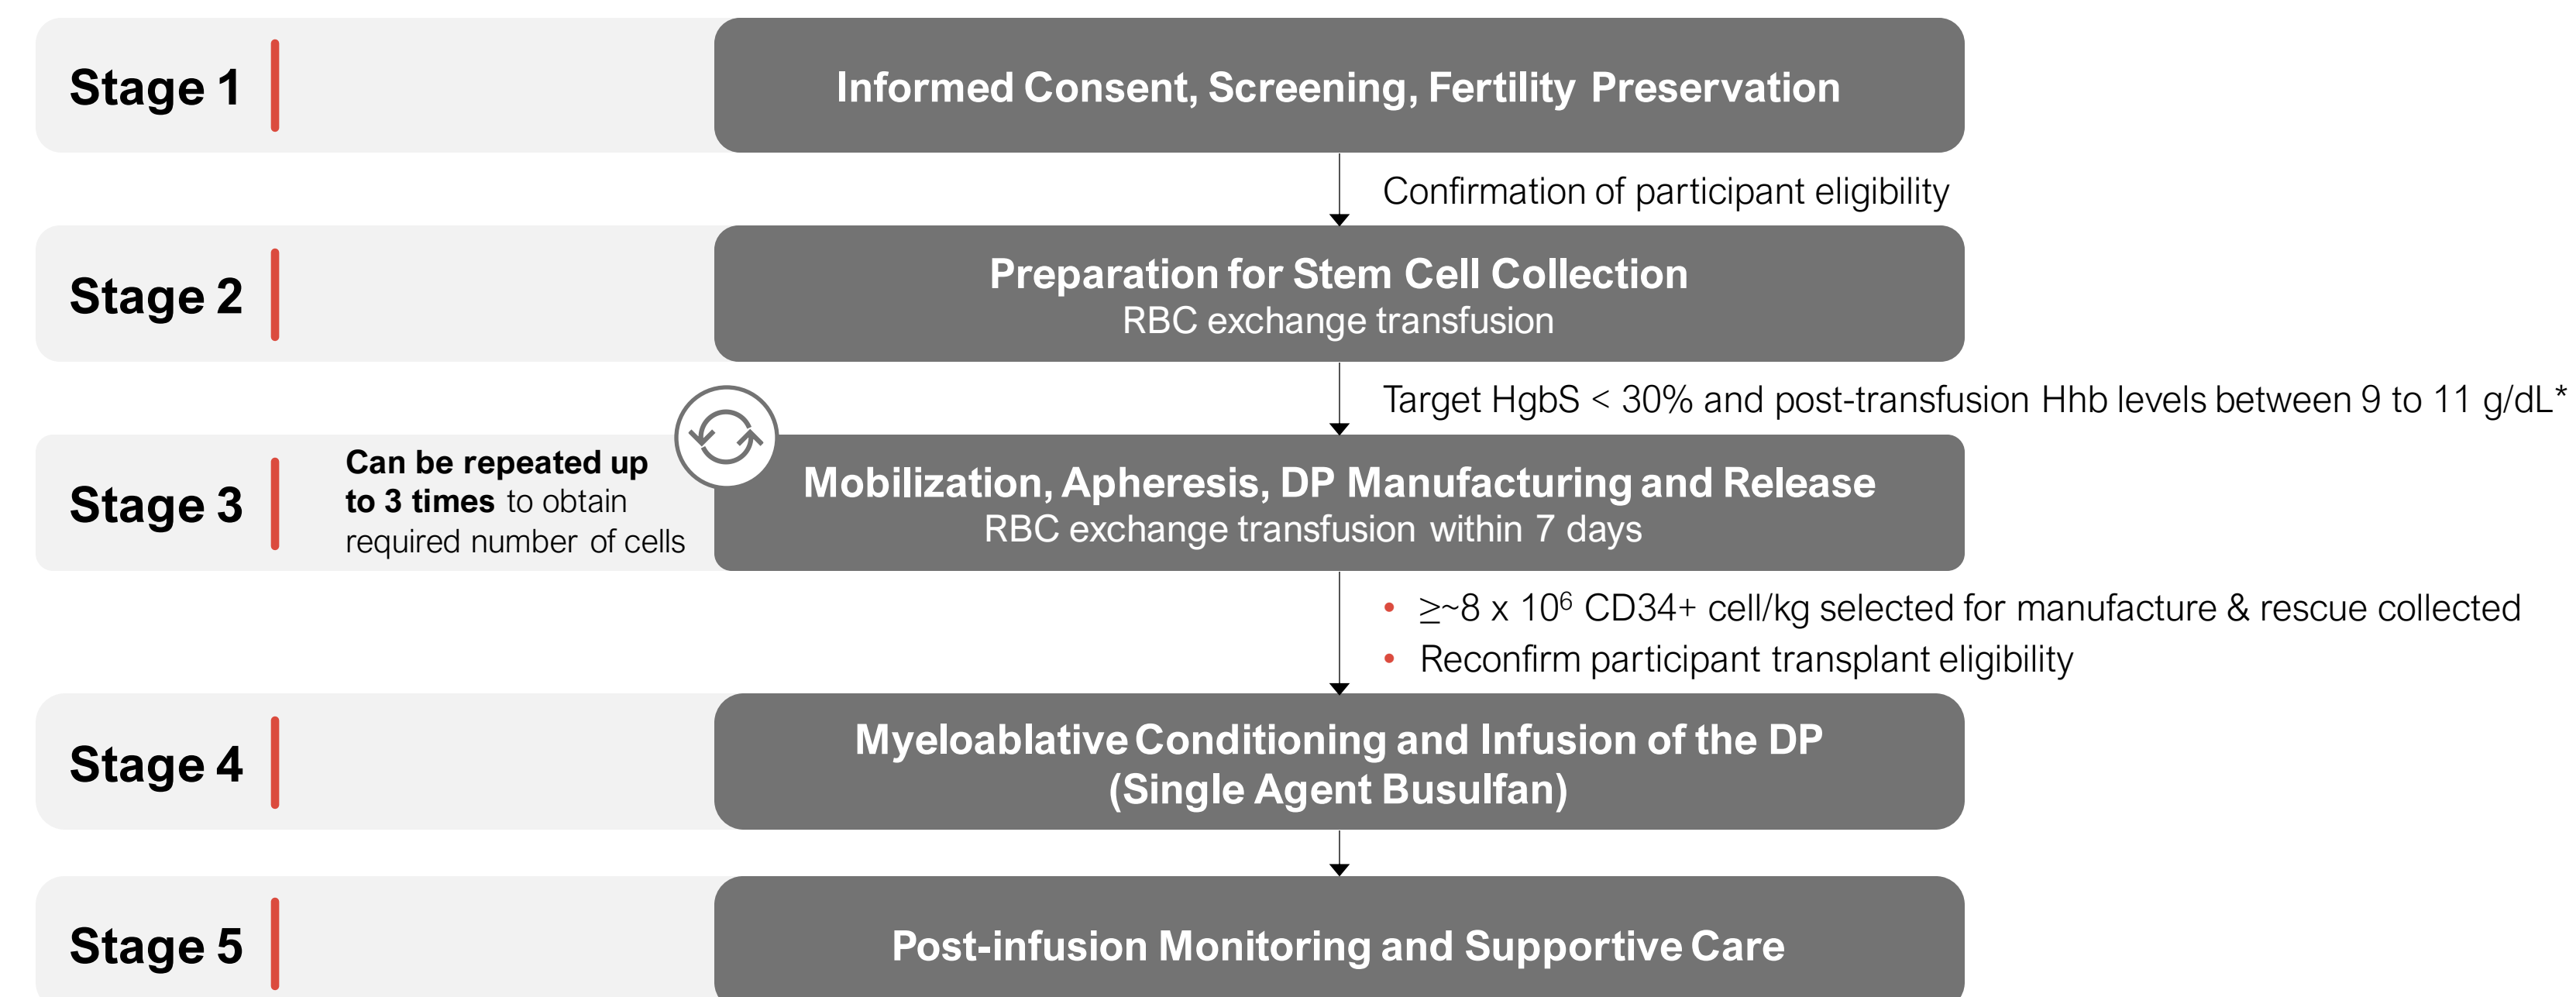 Stage 1
Informed Consent, Screening, Fertility Preservation
Confirmation of participant eligibility
Stage 2
Preparation for Stem Cell Collection
RBC exchange transfusion
Target HgbS < 30% and post-transfusion Hhb levels between 9 to 11 g/dL*
Stage 3
Can be repeated up
to 3 times to obtain
required number of cells
Mobilization, Apheresis, DP Manufacturing and Release
RBC exchange transfusion within 7 days
• ≥~8 x 10⁶ CD34+ cell/kg selected for manufacture & rescue collected
• Reconfirm participant transplant eligibility
Stage 4
Myeloablative Conditioning and Infusion of the DP
(Single Agent Busulfan)
Stage 5
Post-infusion Monitoring and Supportive Care